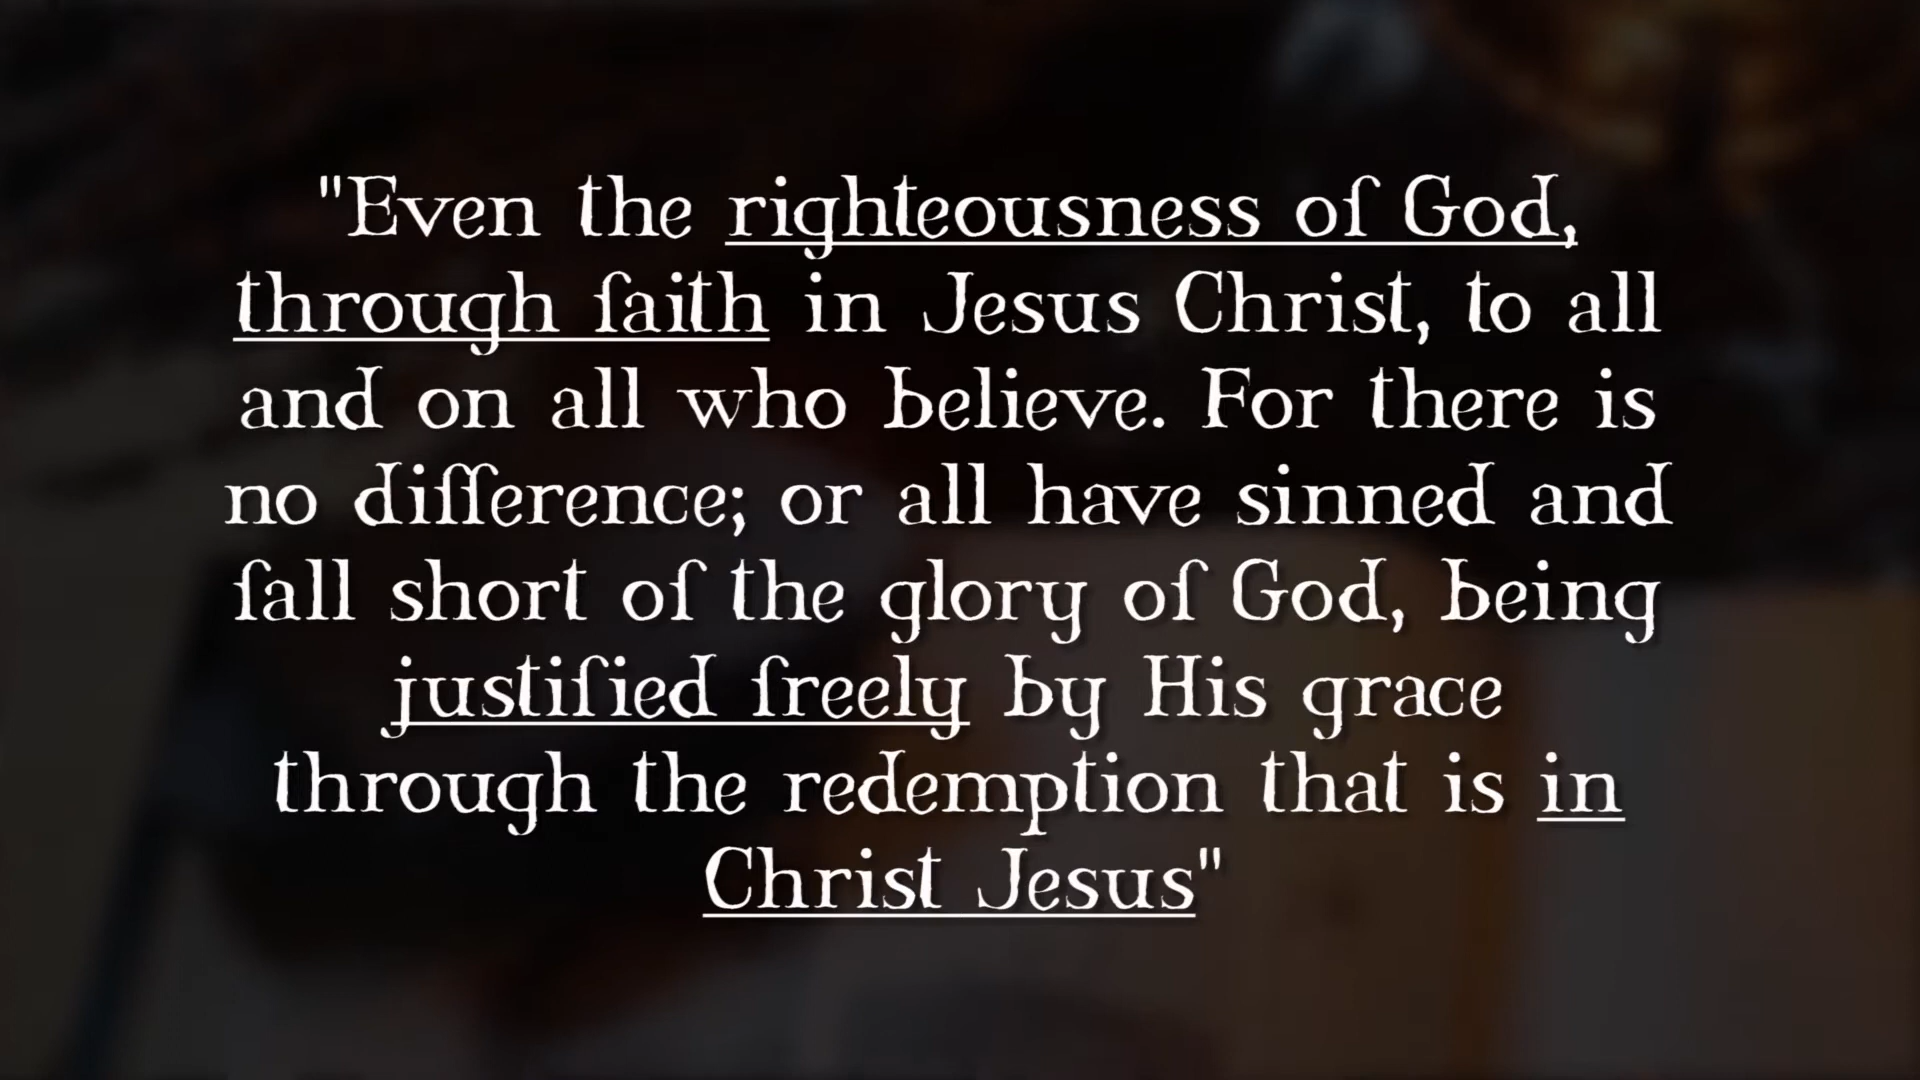 "Even the righteousness of God,
through faith in Jesus Christ, to all
and on all who believe. For there is
no difference; or all have sinned and
fall short of the glory of God, being
justified freely by His grace
through the redemption that is in
Christ Jesus"